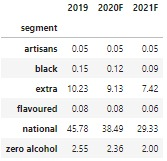 2019 2020F 2021F
segment
artisans 0.05 0.05 0.05
black 0.15 0.12 0.09
extra 10.23 9.13 7.42
flavoured 0.08 0.08 0.06
national 45.78 38.49 29.33
zero alcohol 2.55 2.36 2.00